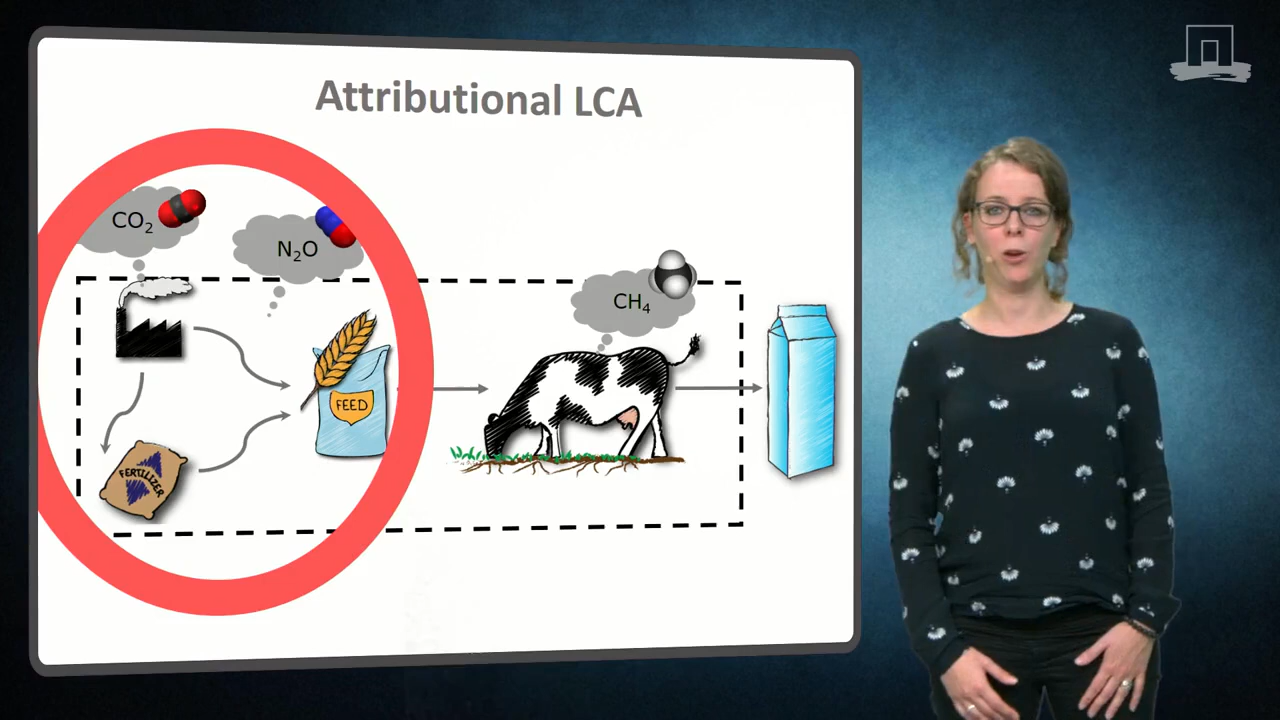 Attributional LCA
CO₂
N₂O
CH₄
FEED
FERTILIZER